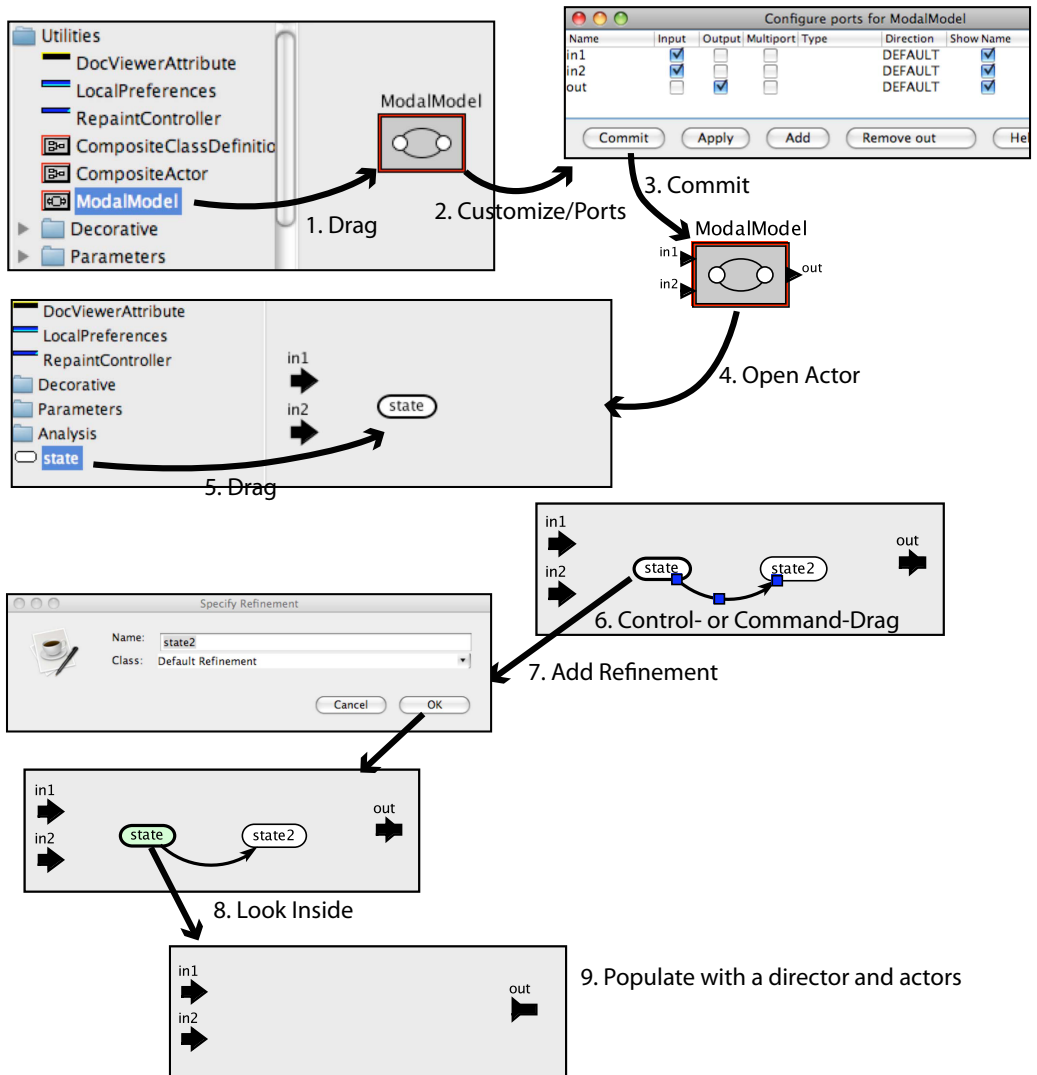 Utilities
DocViewerAttribute
LocalPreferences
RepaintController
CompositeClassDefinitio
CompositeActor
ModalModel
Decorative
Parameters
ModalModel
1. Drag
2. Customize/Ports
Configure ports for ModalModel
Name Input Output Multiport Type Direction Show Name
in1 DEFAULT
in2 DEFAULT
out DEFAULT
Commit Apply Add Remove out Hel
3. Commit
ModalModel
in1
in2
out
4. Open Actor
DocViewerAttribute
LocalPreferences
RepaintController
Decorative
Parameters
Analysis
state
in1
in2
state
5. Drag
in1
in2
out
state
state2
6. Control- or Command-Drag
7. Add Refinement
Specify Refinement
Name: state2
Class: Default Refinement
Cancel OK
in1
in2
out
state
state2
8. Look Inside
in1
in2
out
9. Populate with a director and actors